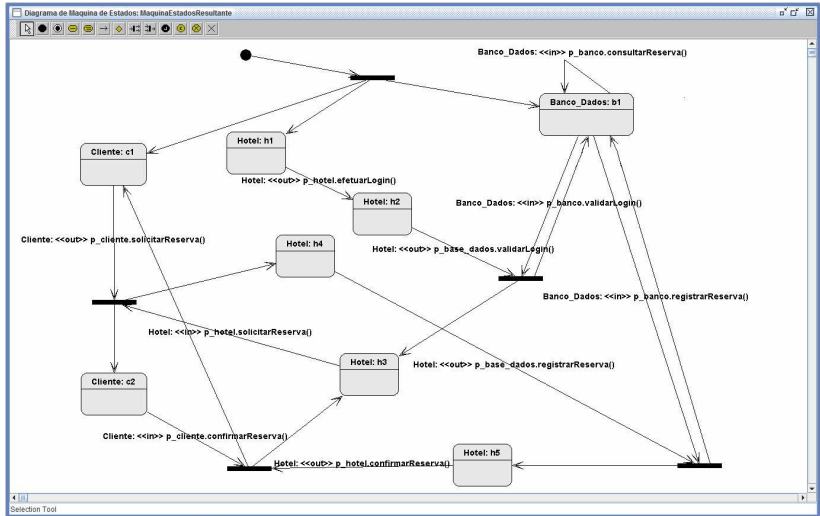 Diagrama de Maquina de Estados: MaquinaEstadosResultante
Banco_Dados: <<in>> p_banco.consultarReserva()
Banco_Dados: b1
Hotel: h1
Cliente: c1
Hotel: <<out>> p_hotel.efetuarLogin()
Hotel: h2
Banco_Dados: <<in>> p_banco.validarLogin()
Cliente: <<out>> p_cliente.solicitarReserva()
Hotel: h4
Hotel: <<out>> p_base_dados.validarLogin()
Banco_Dados: <<in>> p_banco.registrarReserva()
Hotel: <<in>> p_hotel.solicitarReserva()
Hotel: h3
Hotel: <<out>> p_base_dados.registrarReserva()
Cliente: c2
Cliente: <<in>> p_cliente.confirmarReserva()
Hotel: h5
Hotel: <<out>> p_hotel.confirmarReserva()
Selection Tool